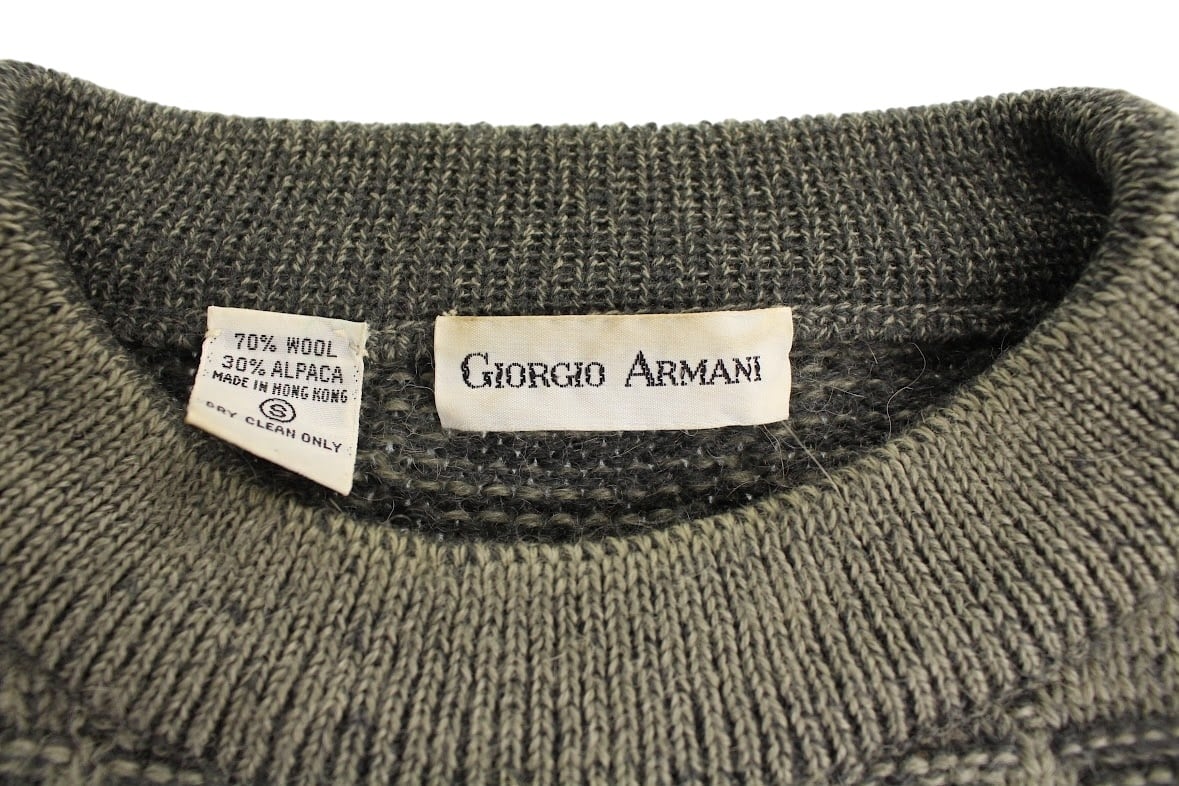 70% WOOL
30% ALPACA
MADE IN HONG KONG
S
DRY CLEAN ONLY
GIORGIO ARMANI